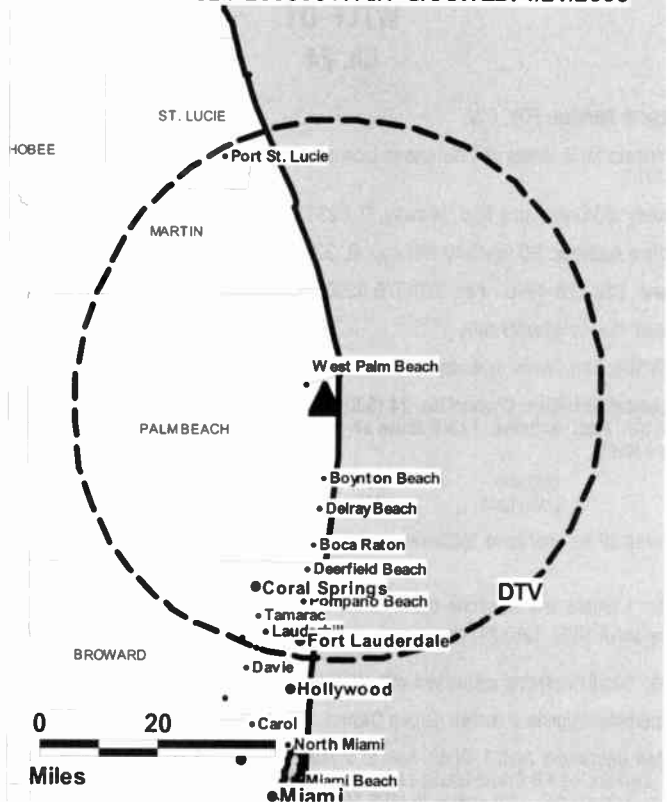 ST. LUCIE
HOBEE
Port St. Lucie
MARTIN
West Palm Beach
PALM BEACH
Boynton Beach
Delray Beach
Boca Raton
Deerfield Beach
Coral Springs
DTV
Pompano Beach
Tamarac
Fort Lauderdale
BROWARD
Davie
Hollywood
0 20
Carol
North Miami
Miles
Miami Beach
Miami